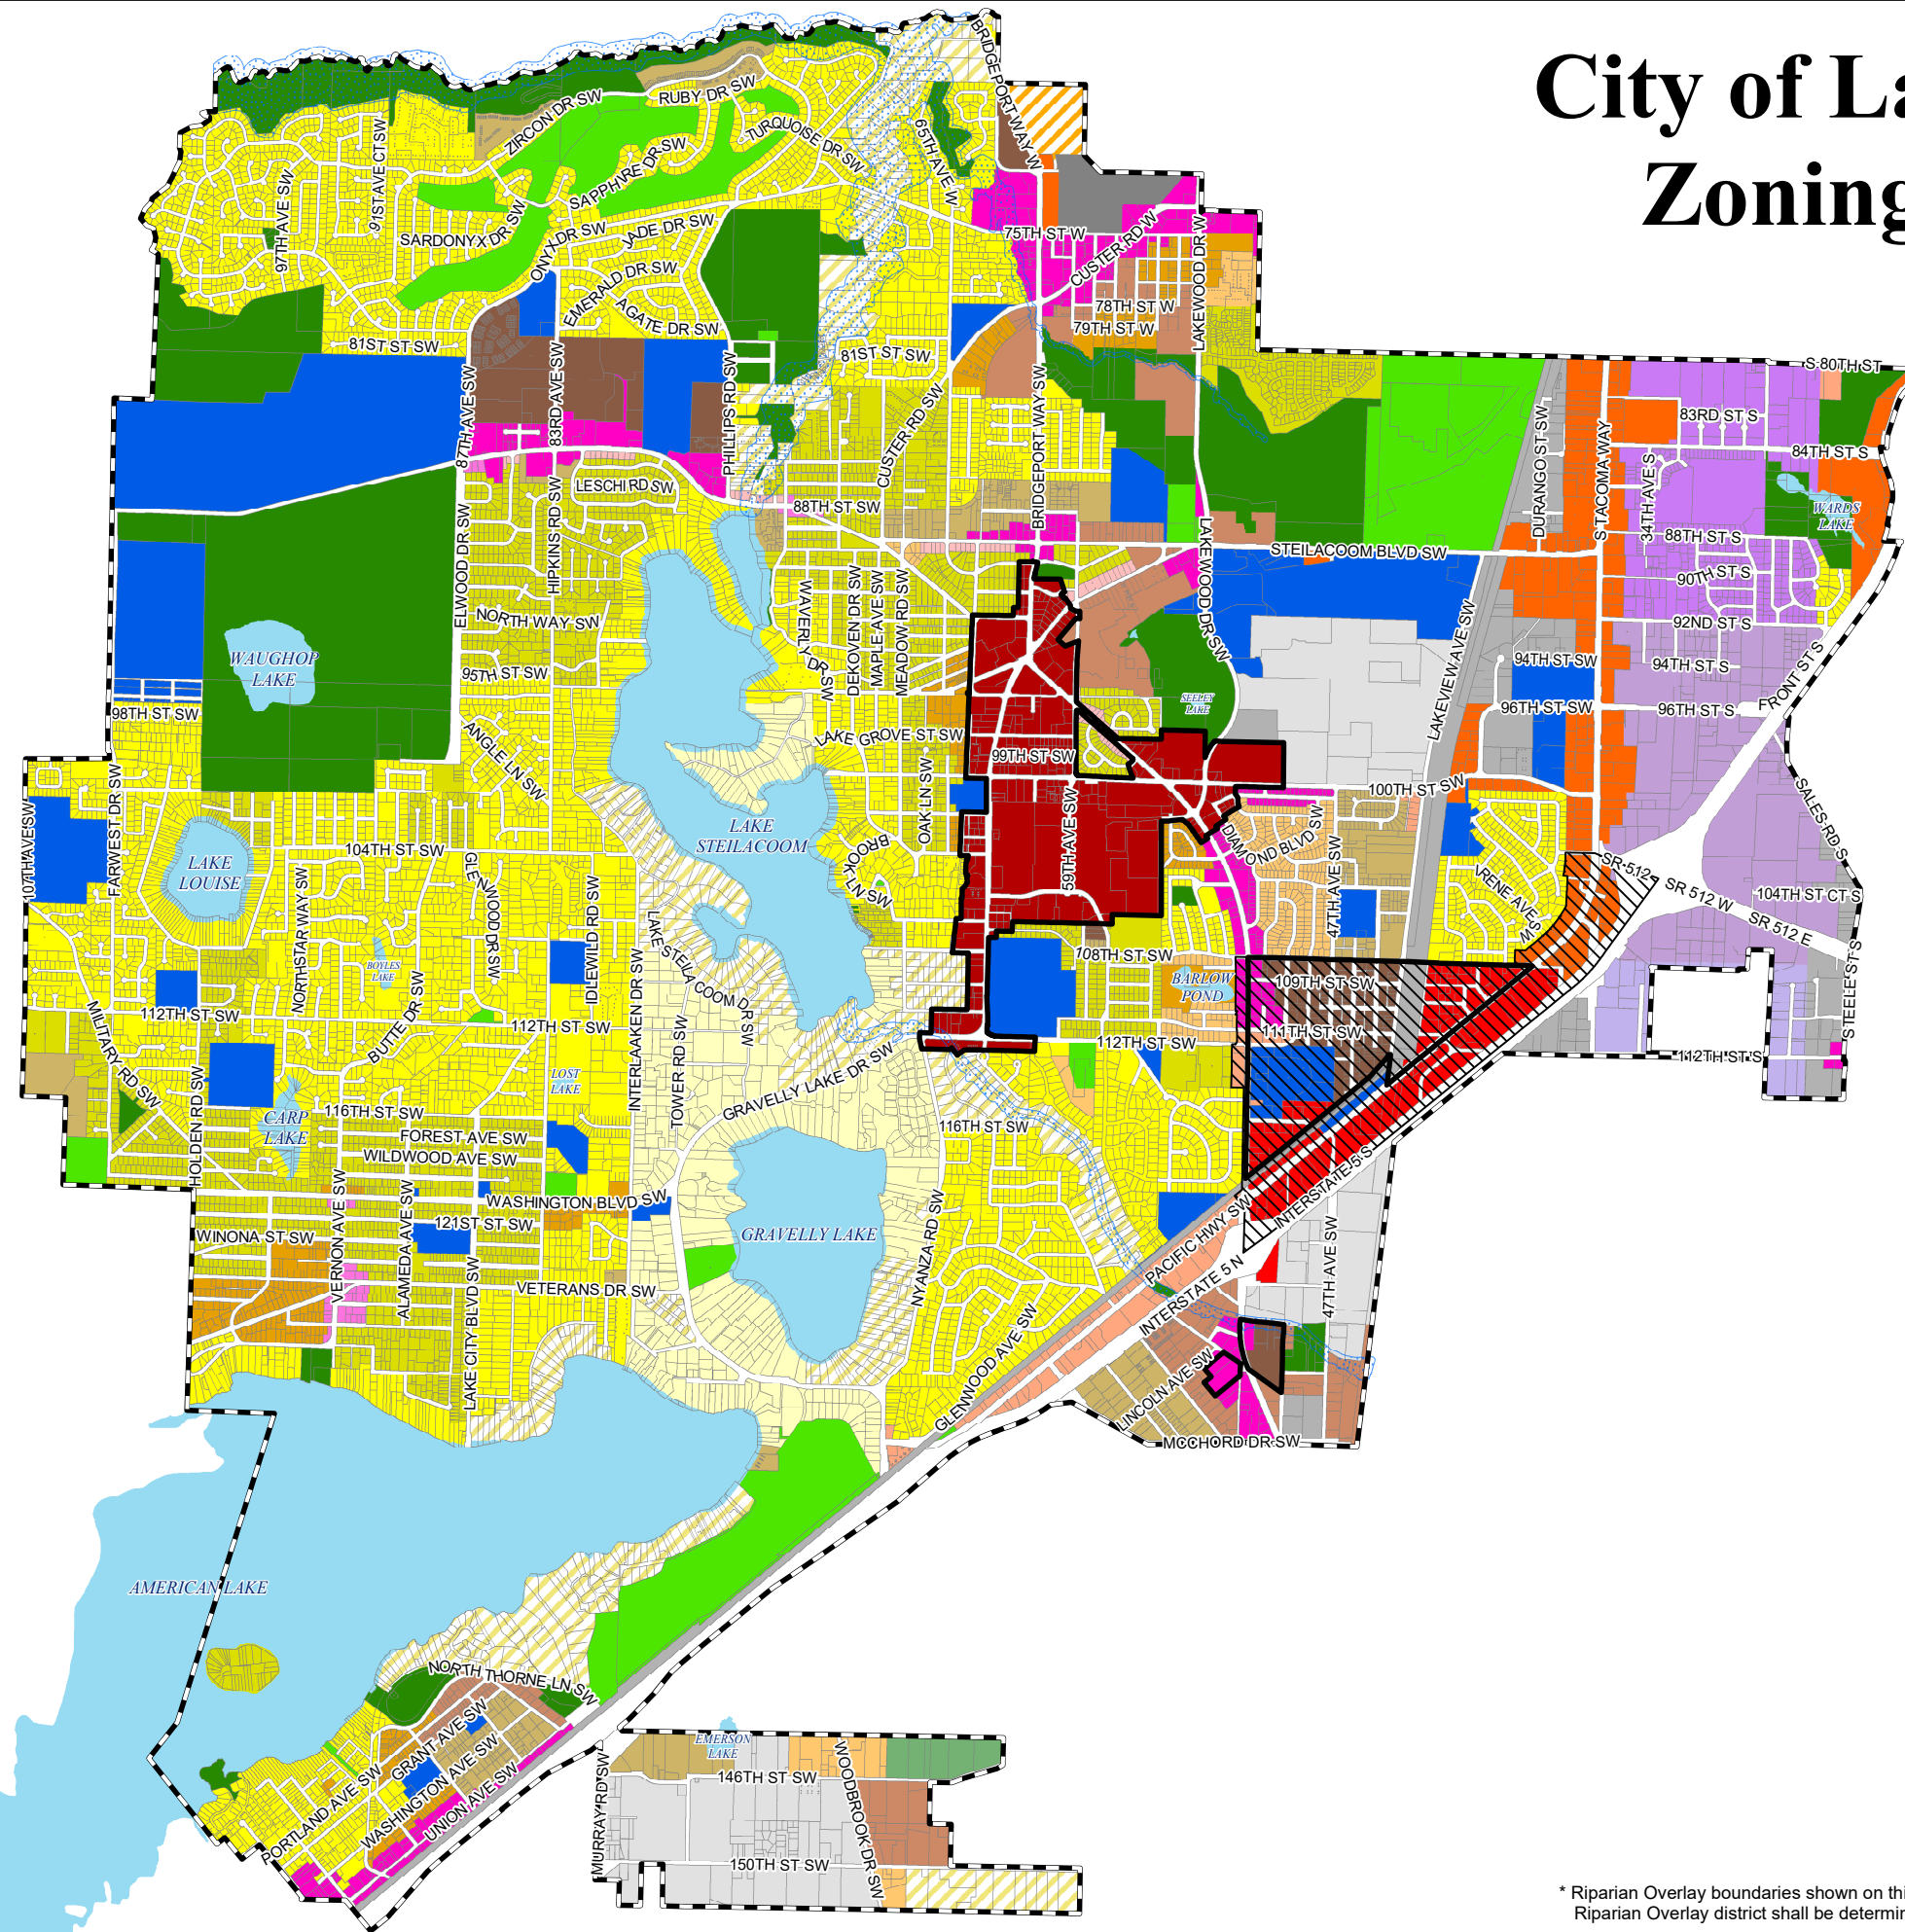 City of La
Zoning
BRIDGEPORT WAY W
ZIRCON DR SW
RUBY DR SW
TURQUOISE DR SW
65TH AVE W
91ST AVE CT SW
97TH AVE SW
SAPPHIRE DR SW
SARDONYX DR SW
ONYX DR SW
JADE DR SW
EMERALD DR SW
AGATE DR SW
75TH ST W
CUSTER RD W
LAKEWOOD DR W
78TH ST W
79TH ST W
81ST ST SW
81ST ST SW
87TH AVE SW
83RD AVE SW
PHILLIPS RD SW
CUSTER RD SW
BRIDGEPORT WAY SW
S 80TH ST
83RD ST S
84TH ST S
DURANGO ST SW
S TACOMA WAY
34TH AVE S
WARDS
LAKE
LESCHI RD SW
88TH ST SW
88TH ST S
STEILACOOM BLVD SW
ELWOOD DR SW
HIPKINS RD SW
LAKEWOOD DR SW
90TH ST S
92ND ST S
NORTH WAY SW
WAVERLY DR SW
DEKOVEN DR SW
MAPLE AVE SW
MEADOW RD SW
LAKEVIEW AVE SW
94TH ST SW
94TH ST S
FRONT ST S
WAUGHOP
LAKE
95TH ST SW
98TH ST SW
SEELEY
LAKE
96TH ST SW
96TH ST S
ANGLE LN SW
LAKE GROVE ST SW
99TH ST SW
100TH ST SW
OAK LN SW
59TH AVE SW
DIAMOND BLVD SW
SALES RD S
107TH AVE SW
FARWEST DR SW
LAKE
LOUISE
104TH ST SW
LAKE
STEILACOOM
BROOK LN SW
47TH AVE SW
IRENE AVE SW
SR 512
SR 512 W
SR 512 E
104TH ST CT S
GLENWOOD DR SW
NORTHSTAR WAY SW
IDLEWILD RD SW
LAKE STEILACOOM DR SW
INTERLAAKEN DR SW
BOYLES
LAKE
108TH ST SW
BARLOW
POND
109TH ST SW
STEELE ST S
MILITARY RD SW
112TH ST SW
BUTTE DR SW
112TH ST SW
TOWER RD SW
111TH ST SW
112TH ST SW
112TH ST S
LOST
LAKE
GRAVELLY LAKE DR SW
HOLDEN RD SW
CARP
LAKE
116TH ST SW
FOREST AVE SW
WILDWOOD AVE SW
116TH ST SW
WASHINGTON BLVD SW
VERNON AVE SW
ALAMEDA AVE SW
121ST ST SW
WINONA ST SW
GRAVELLY LAKE
NYANZA RD SW
PACIFIC HWY SW
INTERSTATE 5 S
INTERSTATE 5 N
47TH AVE SW
LAKE CITY BLVD SW
VETERANS DR SW
GLENWOOD AVE SW
LINCOLN AVE SW
MCCHORD DR SW
AMERICAN LAKE
NORTH THORNE LN SW
GRANT AVE SW
WASHINGTON AVE SW
PORTLAND AVE SW
UNION AVE SW
EMERSON
LAKE
MURRAY RD SW
146TH ST SW
WOODBROOK DR SW
150TH ST SW
* Riparian Overlay boundaries shown on thi
Riparian Overlay district shall be determin